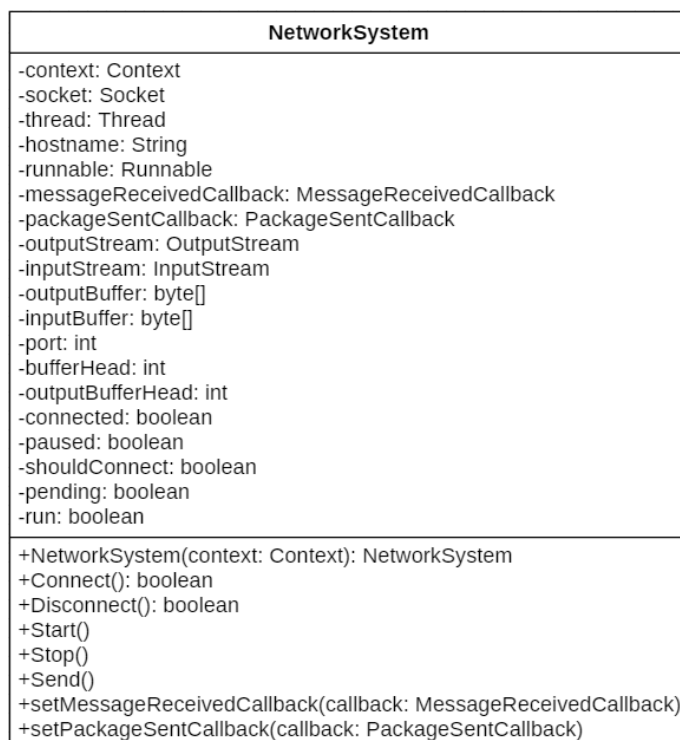 NetworkSystem
-context: Context
-socket: Socket
-thread: Thread
-hostname: String
-runnable: Runnable
-messageReceivedCallback: MessageReceivedCallback
-packageSentCallback: PackageSentCallback
-outputStream: OutputStream
-inputStream: InputStream
-outputBuffer: byte[]
-inputBuffer: byte[]
-port: int
-bufferHead: int
-outputBufferHead: int
-connected: boolean
-paused: boolean
-shouldConnect: boolean
-pending: boolean
-run: boolean
+NetworkSystem(context: Context): NetworkSystem
+Connect(): boolean
+Disconnect(): boolean
+Start()
+Stop()
+Send()
+setMessageReceivedCallback(callback: MessageReceivedCallback)
+setPackageSentCallback(callback: PackageSentCallback)